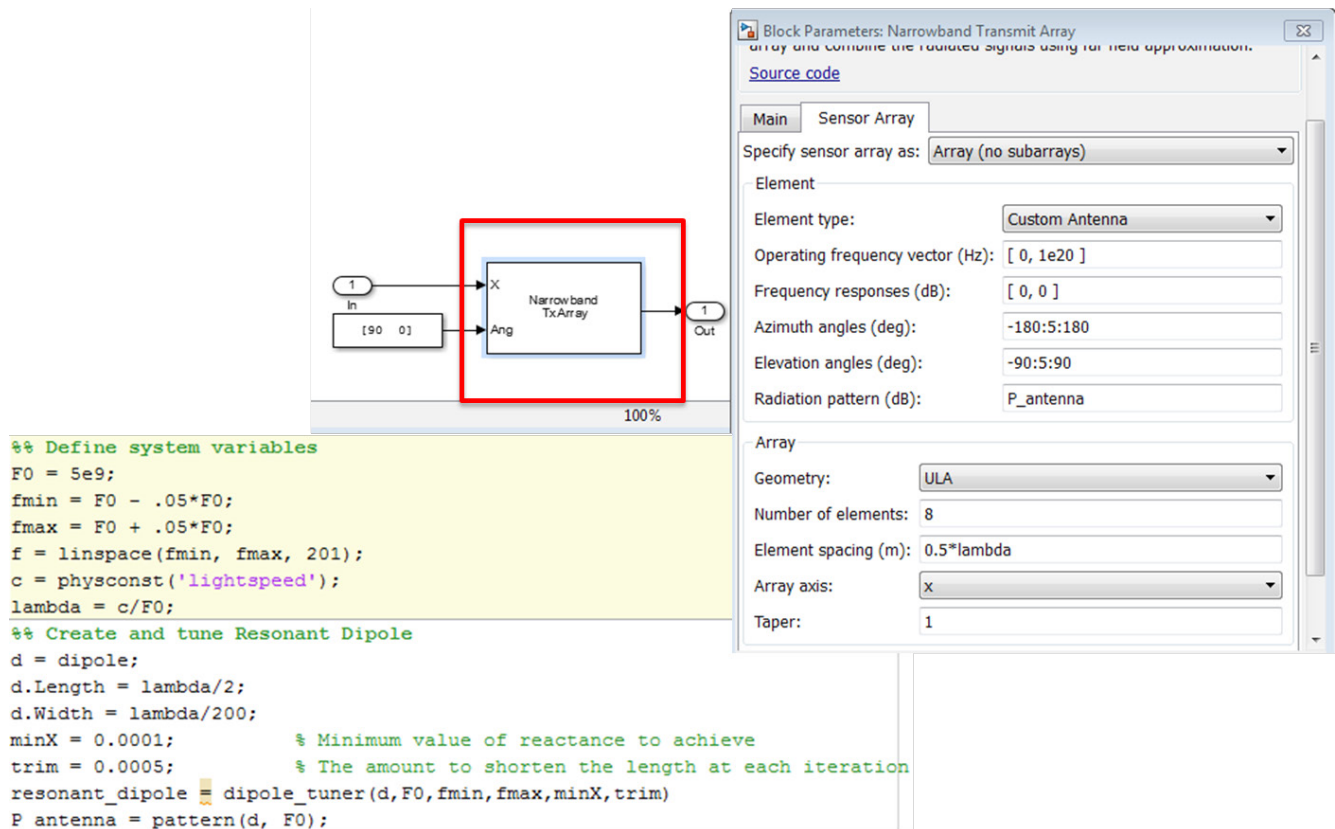 1
In
[90 0]
X
Ang
Narrowband
TxArray
1
Out
100%
Block Parameters: Narrowband Transmit Array
array and combine the radiated signals using far field approximation.
Source code
Main Sensor Array
Specify sensor array as: Array (no subarrays)
Element
Element type: Custom Antenna
Operating frequency vector (Hz): [ 0, 1e20 ]
Frequency responses (dB): [ 0, 0 ]
Azimuth angles (deg): -180:5:180
Elevation angles (deg): -90:5:90
Radiation pattern (dB): P_antenna
Array
Geometry: ULA
Number of elements: 8
Element spacing (m): 0.5*lambda
Array axis: x
Taper: 1
%% Define system variables
F0 = 5e9;
fmin = F0 - .05*F0;
fmax = F0 + .05*F0;
f = linspace(fmin, fmax, 201);
c = physconst('lightspeed');
lambda = c/F0;
%% Create and tune Resonant Dipole
d = dipole;
d.Length = lambda/2;
d.Width = lambda/200;
minX = 0.0001; % Minimum value of reactance to achieve
trim = 0.0005; % The amount to shorten the length at each iteration
resonant_dipole = dipole_tuner(d,F0,fmin,fmax,minX,trim)
P antenna = pattern(d, F0);